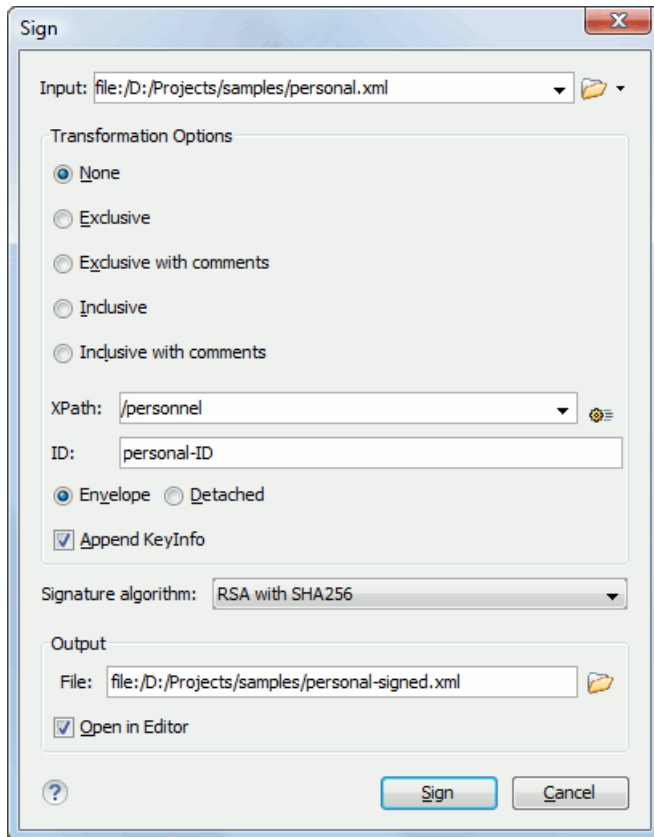 Sign
X
Input: file:/D:/Projects/samples/personal.xml
Transformation Options
None
Exclusive
Exclusive with comments
Inclusive
Inclusive with comments
XPath: /personnel
ID: personal-ID
Envelope Detached
Append KeyInfo
Signature algorithm: RSA with SHA256
Output
File: file:/D:/Projects/samples/personal-signed.xml
Open in Editor
? Sign Cancel